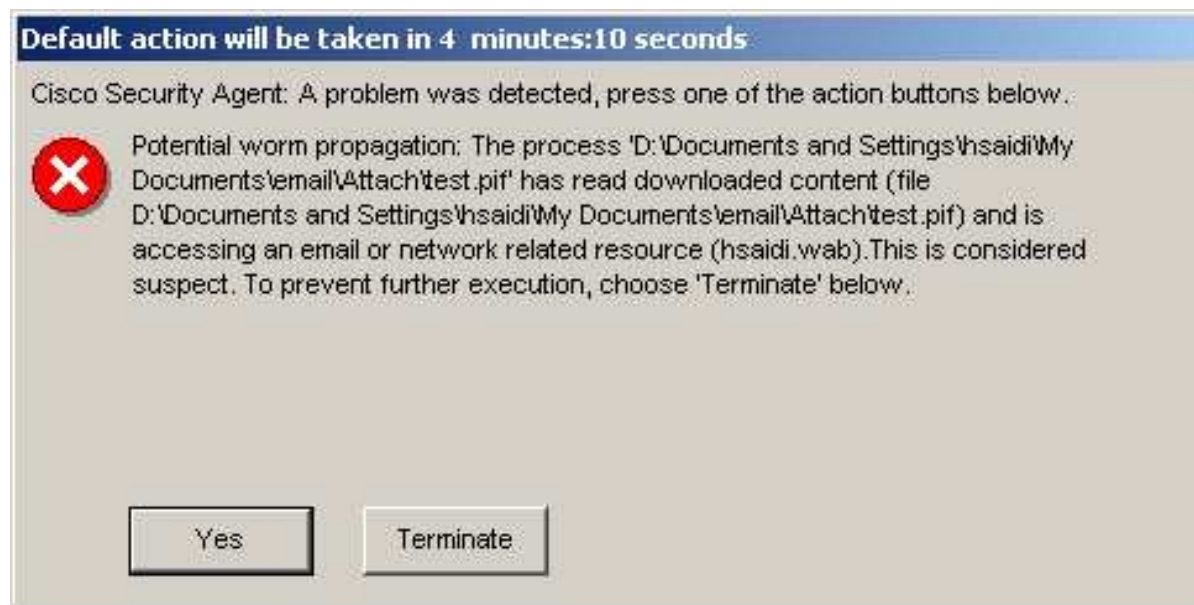 Default action will be taken in 4 minutes:10 seconds
Cisco Security Agent: A problem was detected, press one of the action buttons below.
Potential worm propagation: The process 'D:\Documents and Settings\hsaidi\My
Documents\email\Attach\test.pif' has read downloaded content (file
D:\Documents and Settings\hsaidi\My Documents\email\Attach\test.pif) and is
accessing an email or network related resource (hsaidi.wab).This is considered
suspect. To prevent further execution, choose 'Terminate' below.
Yes
Terminate